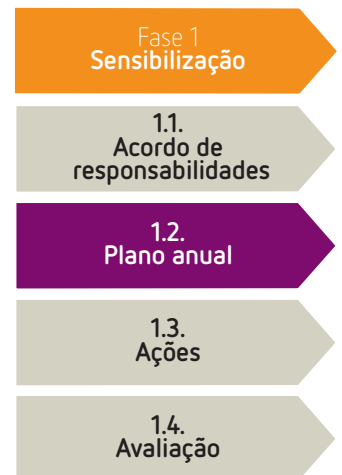 Fase 1
Sensibilização
1.1.
Acordo de
responsabilidades
1.2.
Plano anual
1.3.
Ações
1.4.
Avaliação